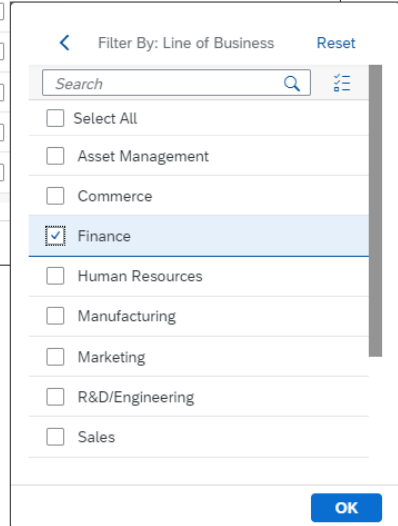 Filter By: Line of Business Reset
Search
Select All
Asset Management
Commerce
Finance
Human Resources
Manufacturing
Marketing
R&D/Engineering
Sales
OK